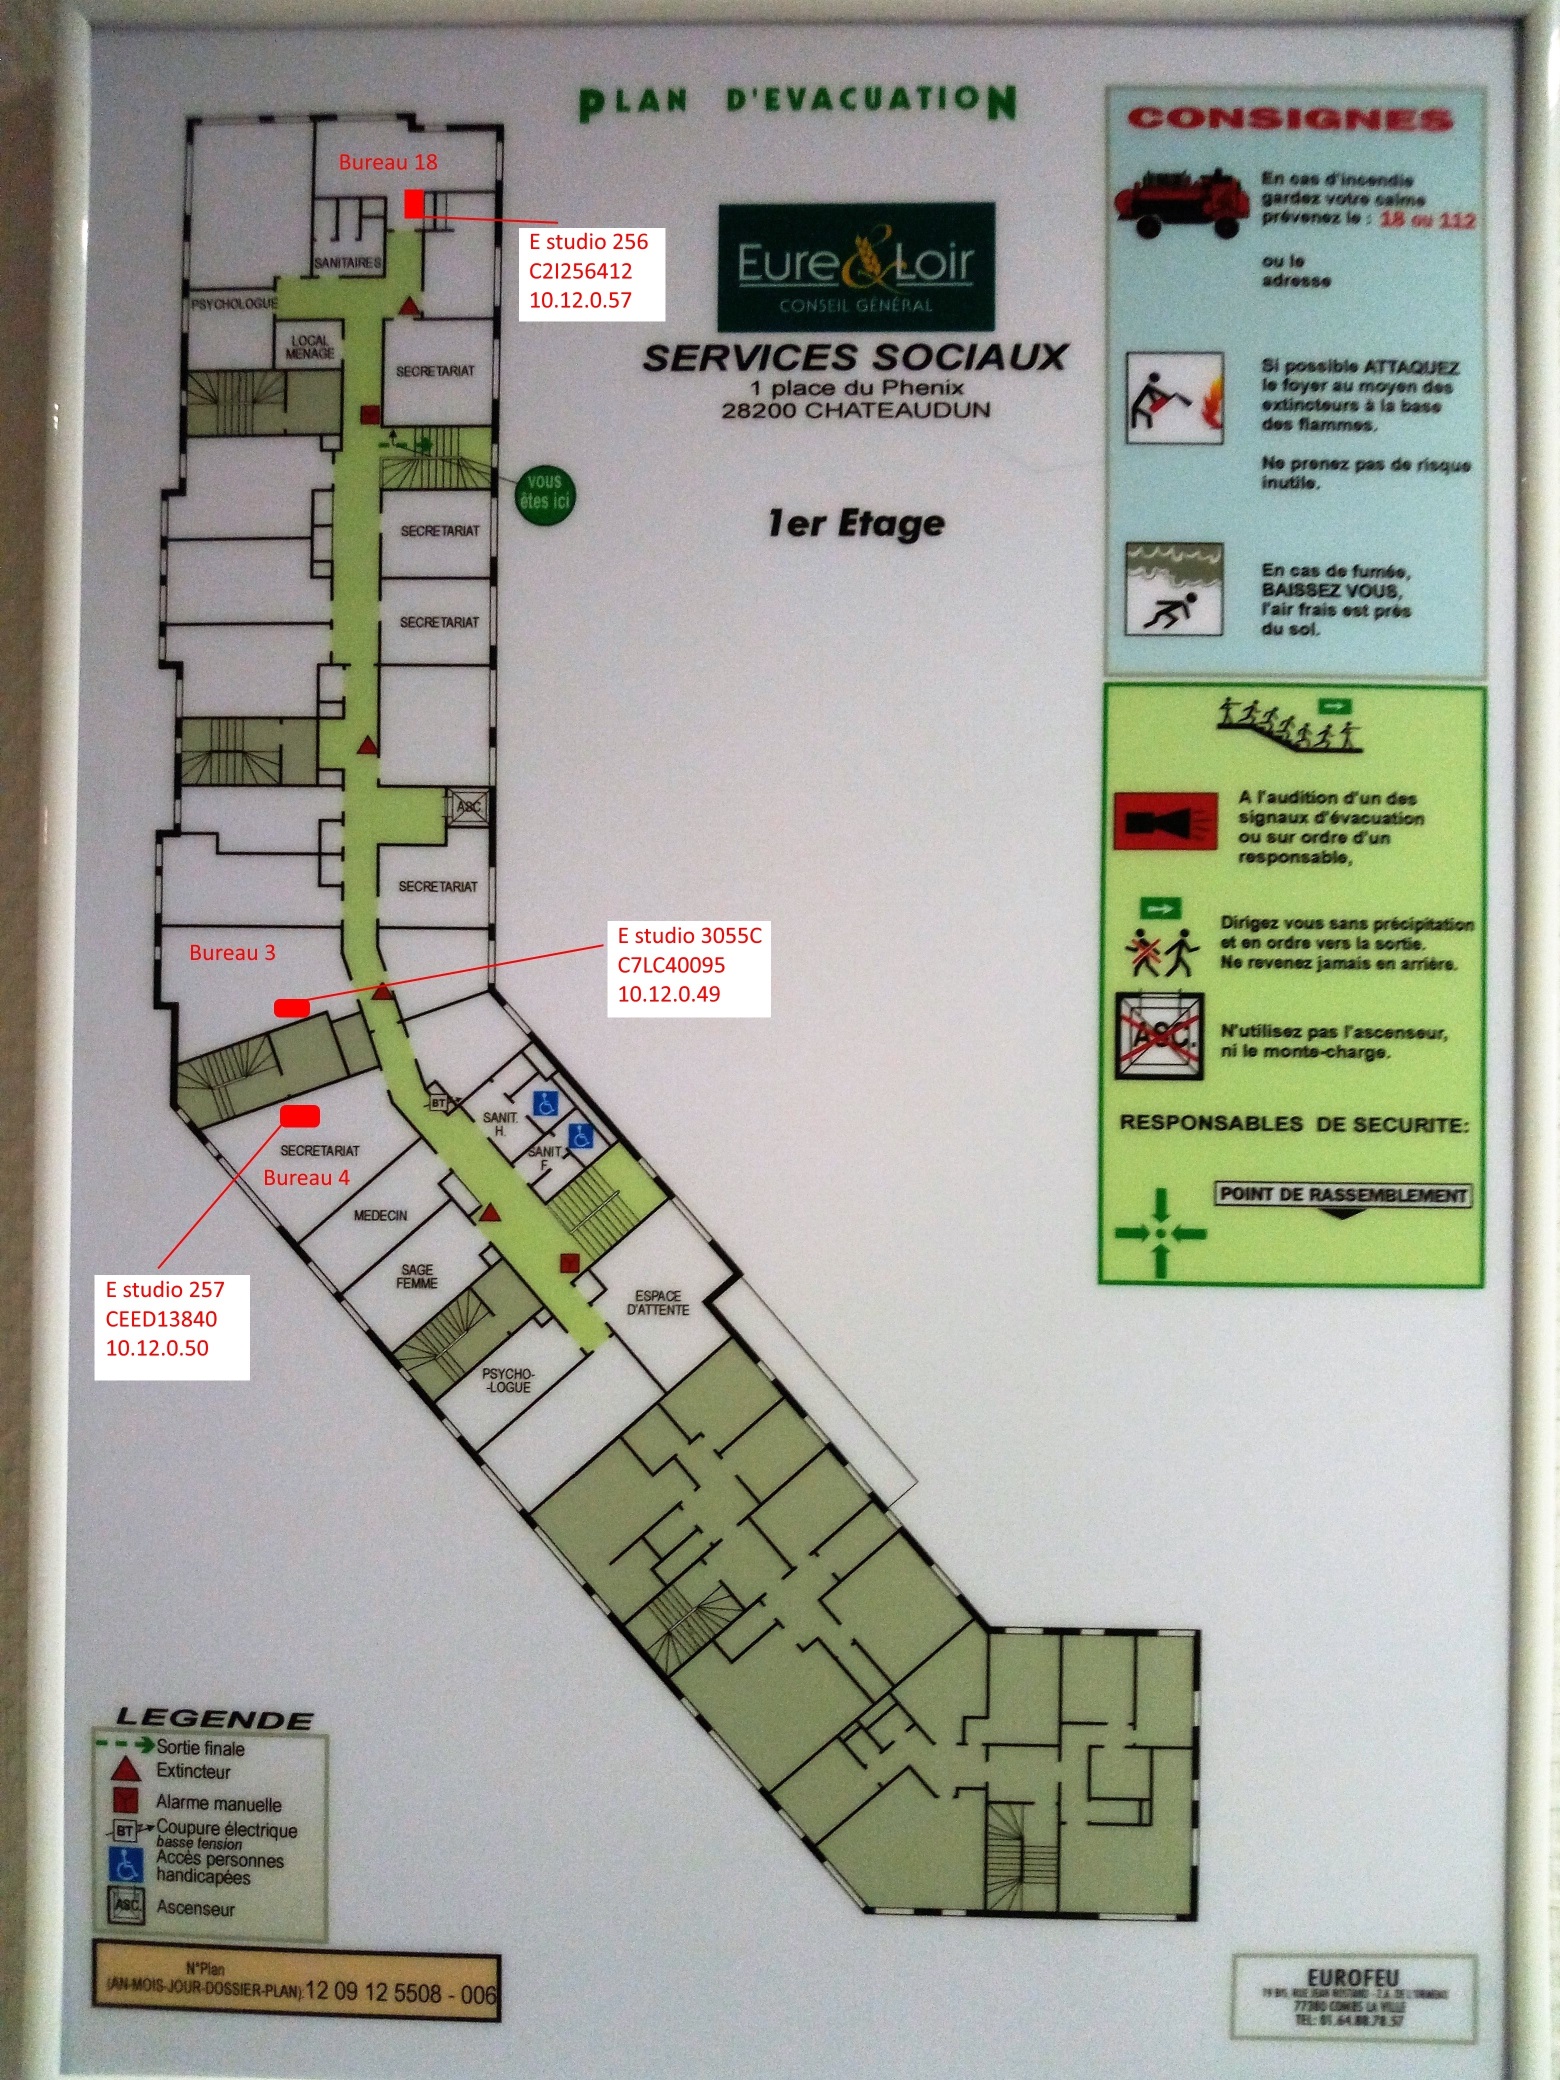 PLAN D'EVACUATION
Eure & Loir
CONSEIL GÉNÉRAL
SERVICES SOCIAUX
1 place du Phenix
28200 CHATEAUDUN
1er Etage
Bureau 18
E studio 256
C2I256412
10.12.0.57
SANITAIRES
PSYCHOLOGUE
LOCAL
MENAGE
SECRETARIAT
vous
êtes ici
SECRETARIAT
SECRETARIAT
ASC.
SECRETARIAT
Bureau 3
E studio 3055C
C7LC40095
10.12.0.49
BT
SANIT.
H.
SANIT.
F.
SECRETARIAT
Bureau 4
MEDECIN
SAGE
FEMME
E studio 257
CEED13840
10.12.0.50
ESPACE
D'ATTENTE
PSYCHO-
-LOGUE
CONSIGNES
En cas d'incendie
gardez votre calme
prévenez le : 18 ou 112
ou le
adresse
Si possible ATTAQUEZ
le foyer au moyen des
extincteurs à la base
des flammes.
Ne prenez pas de risque
inutile.
En cas de fumée,
BAISSEZ VOUS,
l'air frais est près
du sol.
A l'audition d'un des
signaux d'évacuation
ou sur ordre d'un
responsable,
Dirigez vous sans précipitation
et en ordre vers la sortie.
Ne revenez jamais en arrière.
ASC.
N'utilisez pas l'ascenseur,
ni le monte-charge.
RESPONSABLES DE SECURITE:
POINT DE RASSEMBLEMENT
LEGENDE
Sortie finale
Extincteur
Alarme manuelle
BT Coupure électrique
basse tension
Accès personnes
handicapées
ASC. Ascenseur
N°Plan
(AN-MOIS-JOUR-DOSSIER-PLAN): 12 09 12 5508 - 006
EUROFEU
19 BIS, RUE JEAN ROSTAND - Z.A. DE L'ORMEAU
77380 COMBS LA VILLE
TEL: 01.64.88.78.57